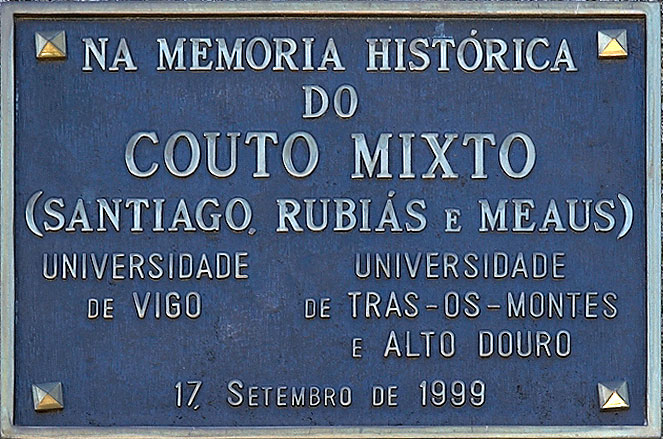 NA MEMORIA HISTÓRICA
DO
COUTO MIXTO
(SANTIAGO, RUBIÁS E MEAUS)
UNIVERSIDADE
DE VIGO
UNIVERSIDADE
DE TRAS-OS-MONTES
E ALTO DOURO
17, SETEMBRO DE 1999